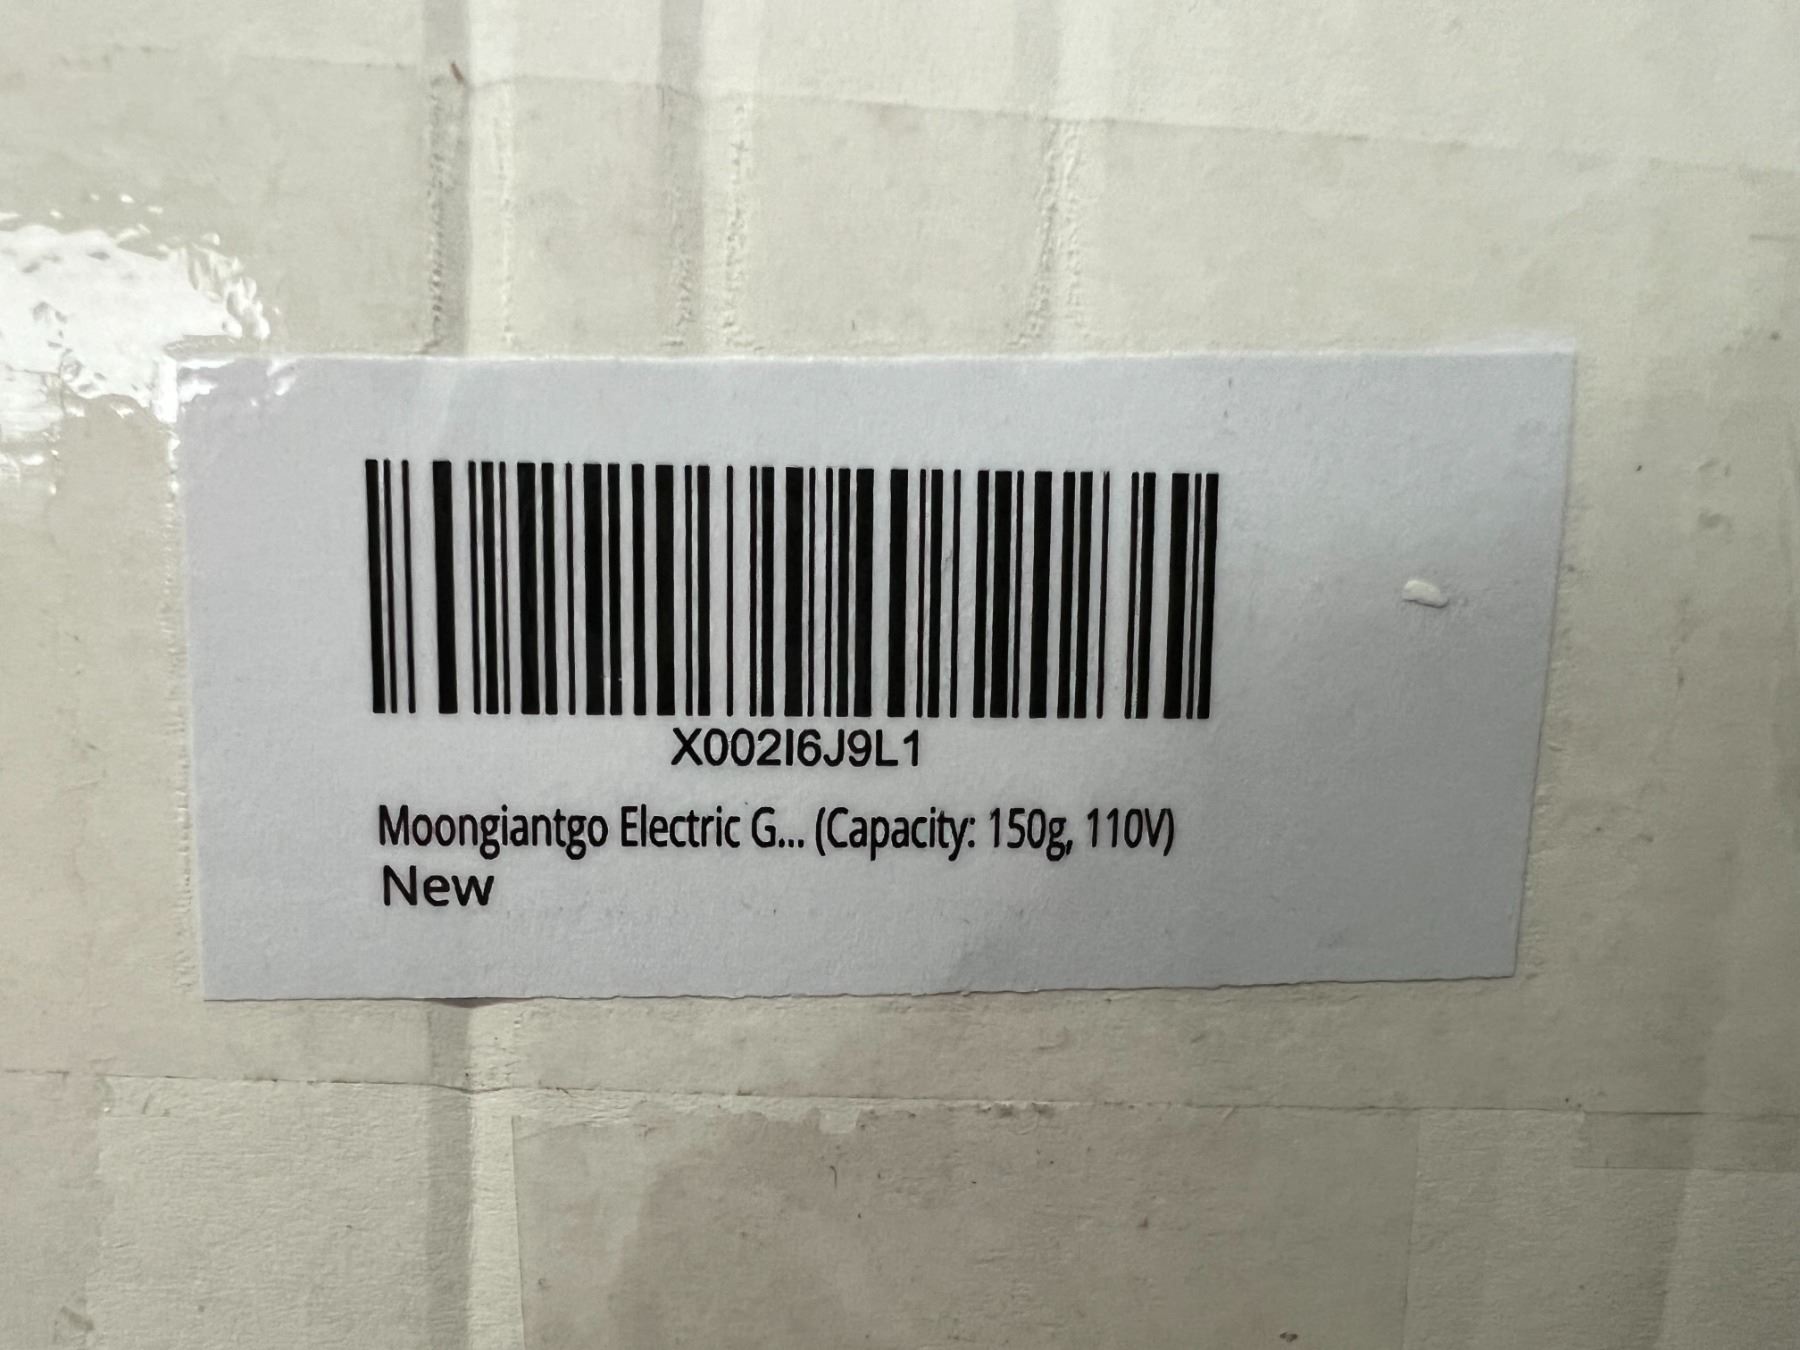 X002I6J9L1
Moongiantgo Electric G... (Capacity: 150g, 110V)
New